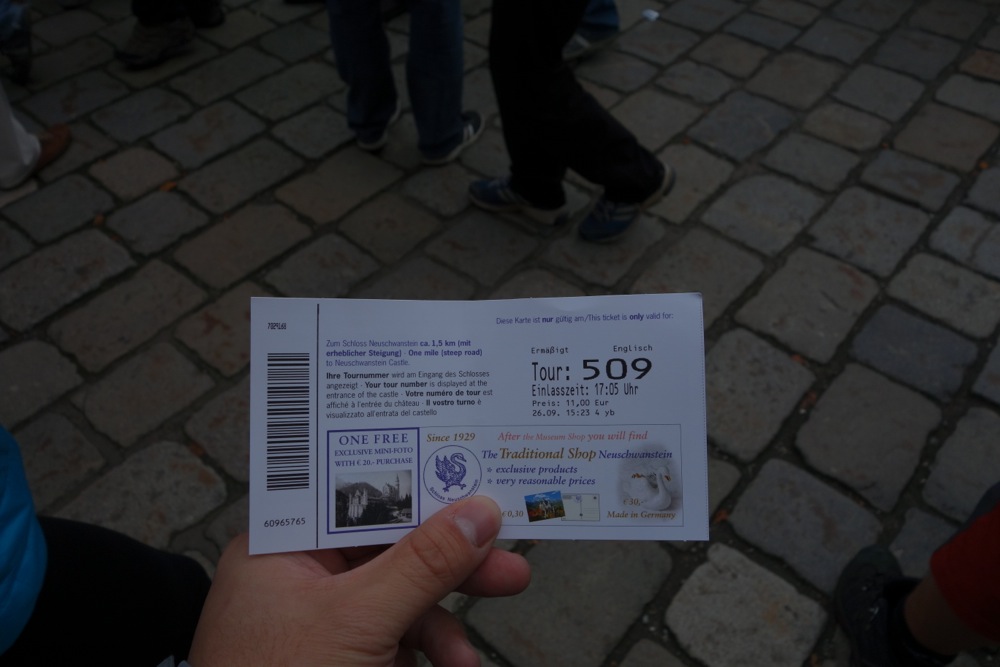 7029766
60965765
Diese Karte ist nur gültig am:/This ticket is only valid for:
Zum Schloss Neuschwanstein ca. 1,5 km (mit
erheblicher Steigung) · One mile (steep road)
to Neuschwanstein Castle.
Ihre Tournummer wird am Eingang des Schlosses
angezeigt · Your tour number is displayed at the
entrance of the castle · Votre numéro de tour est
affiché à l'entrée du château · Il vostro turno è
visualizzato all'entrata del castello
Ermäßigt Englisch
Tour: 509
Einlasszeit: 17:05 Uhr
Preis: 11,00 Eur
26.09. 15:23 4 yb
ONE FREE
EXCLUSIVE MINI-FOTO
WITH € 20,- PURCHASE
Since 1929
Schloss Neuschwanstein
After the Museum Shop you will find
The Traditional Shop Neuschwanstein
exclusive products
very reasonable prices
€ 0,30
€ 30,-
Made in Germany